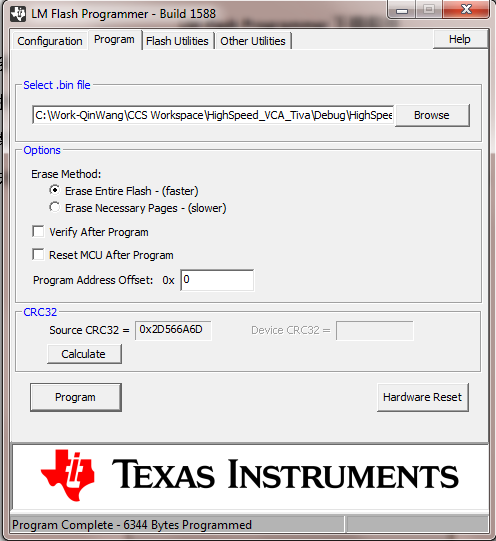 LM Flash Programmer - Build 1588
Configuration Program Flash Utilities Other Utilities Help
Select .bin file
C:\Work-QinWang\CCS Workspace\HighSpeed_VCA_Tiva\Debug\HighSpee Browse
Options
Erase Method:
Erase Entire Flash - (faster)
Erase Necessary Pages - (slower)
Verify After Program
Reset MCU After Program
Program Address Offset: 0x 0
CRC32
Source CRC32 = 0x2D566A6D Device CRC32 =
Calculate
Program Hardware Reset
TEXAS INSTRUMENTS
Program Complete - 6344 Bytes Programmed